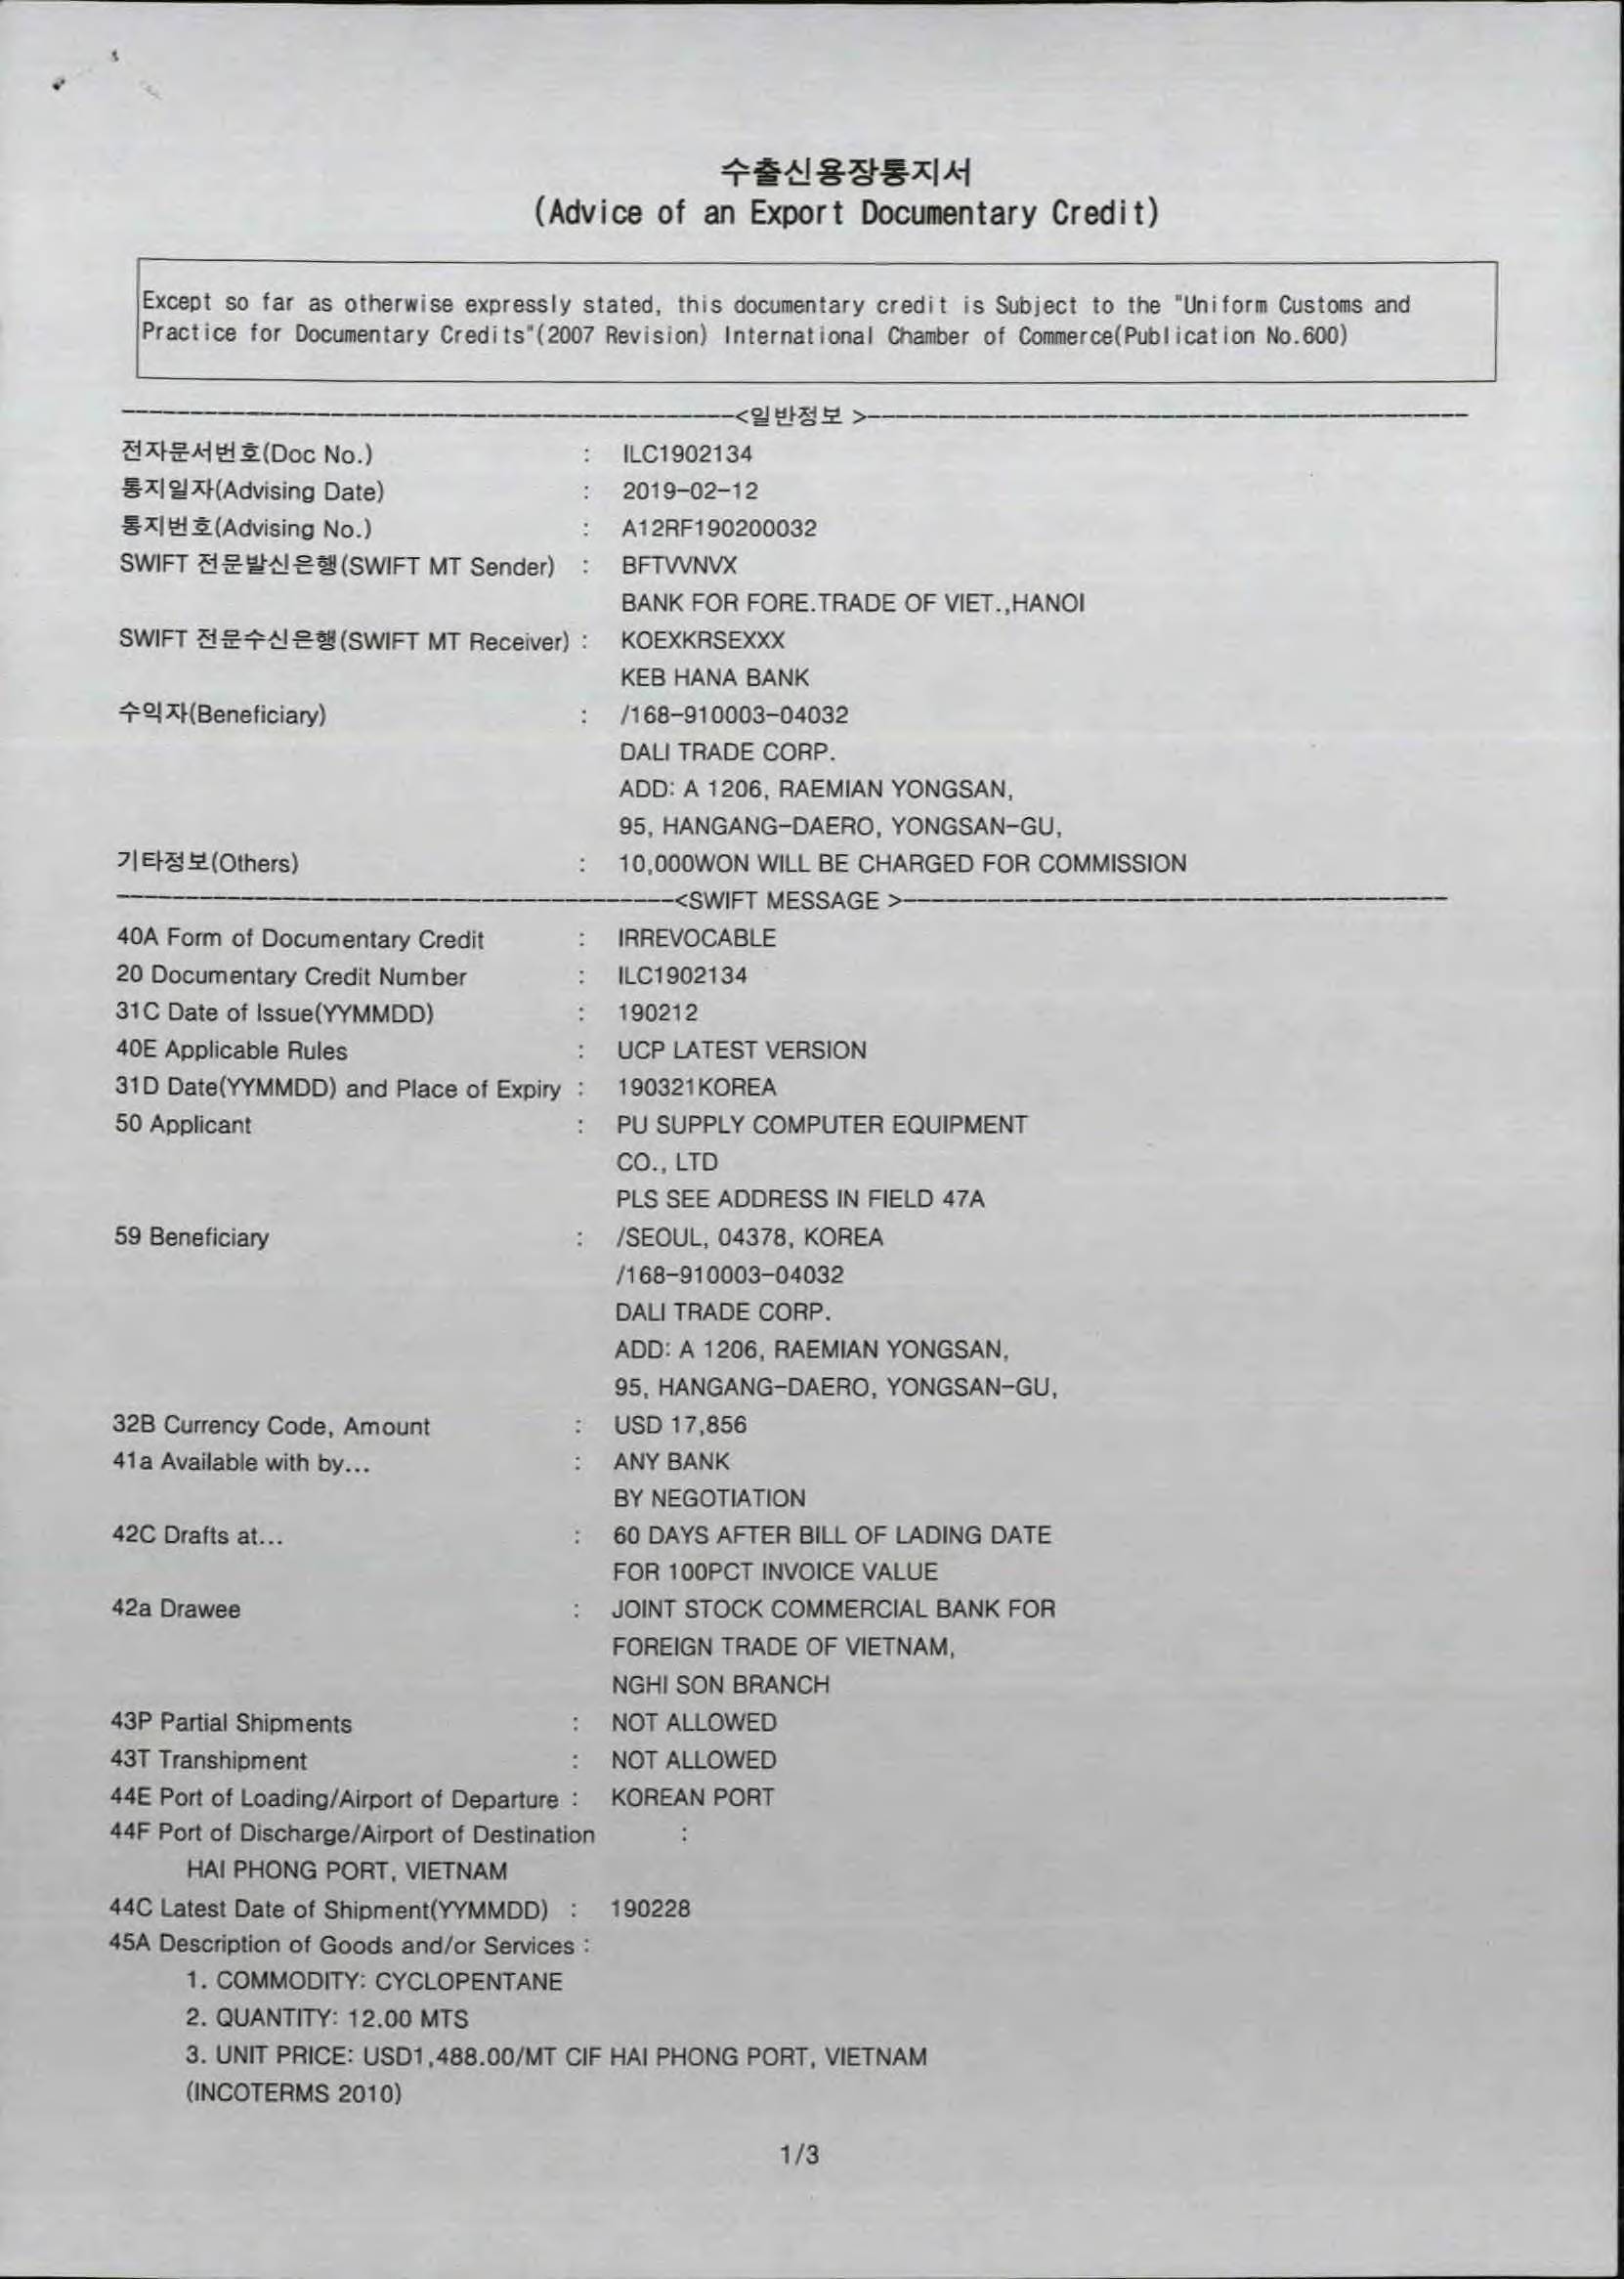 수출신용장통지서
(Advice of an Export Documentary Credit)
Except so far as otherwise expressly stated, this documentary credit is Subject to the "Uniform Customs and
Practice for Documentary Credits"(2007 Revision) International Chamber of Commerce(Publication No.600)
<일반정보 >
전자문서번호(Doc No.) : ILC1902134
통지일자(Advising Date) : 2019-02-12
통지번호(Advising No.) : A12RF190200032
SWIFT 전문발신은행(SWIFT MT Sender) : BFTVVNVX
BANK FOR FORE.TRADE OF VIET.,HANOI
SWIFT 전문수신은행(SWIFT MT Receiver) : KOEXKRSEXXX
KEB HANA BANK
수익자(Beneficiary) : /168-910003-04032
DALI TRADE CORP.
ADD: A 1206, RAEMIAN YONGSAN,
95, HANGANG-DAERO, YONGSAN-GU,
기타정보(Others) : 10,000WON WILL BE CHARGED FOR COMMISSION
<SWIFT MESSAGE >
40A Form of Documentary Credit : IRREVOCABLE
20 Documentary Credit Number : ILC1902134
31C Date of Issue(YYMMDD) : 190212
40E Applicable Rules : UCP LATEST VERSION
31D Date(YYMMDD) and Place of Expiry : 190321KOREA
50 Applicant : PU SUPPLY COMPUTER EQUIPMENT
CO., LTD
PLS SEE ADDRESS IN FIELD 47A
59 Beneficiary : /SEOUL, 04378, KOREA
/168-910003-04032
DALI TRADE CORP.
ADD: A 1206, RAEMIAN YONGSAN,
95, HANGANG-DAERO, YONGSAN-GU,
32B Currency Code, Amount : USD 17,856
41a Available with by... : ANY BANK
BY NEGOTIATION
42C Drafts at... : 60 DAYS AFTER BILL OF LADING DATE
FOR 100PCT INVOICE VALUE
42a Drawee : JOINT STOCK COMMERCIAL BANK FOR
FOREIGN TRADE OF VIETNAM,
NGHI SON BRANCH
43P Partial Shipments : NOT ALLOWED
43T Transhipment : NOT ALLOWED
44E Port of Loading/Airport of Departure : KOREAN PORT
44F Port of Discharge/Airport of Destination :
HAI PHONG PORT, VIETNAM
44C Latest Date of Shipment(YYMMDD) : 190228
45A Description of Goods and/or Services :
1. COMMODITY: CYCLOPENTANE
2. QUANTITY: 12.00 MTS
3. UNIT PRICE: USD1,488.00/MT CIF HAI PHONG PORT, VIETNAM
(INCOTERMS 2010)
1/3